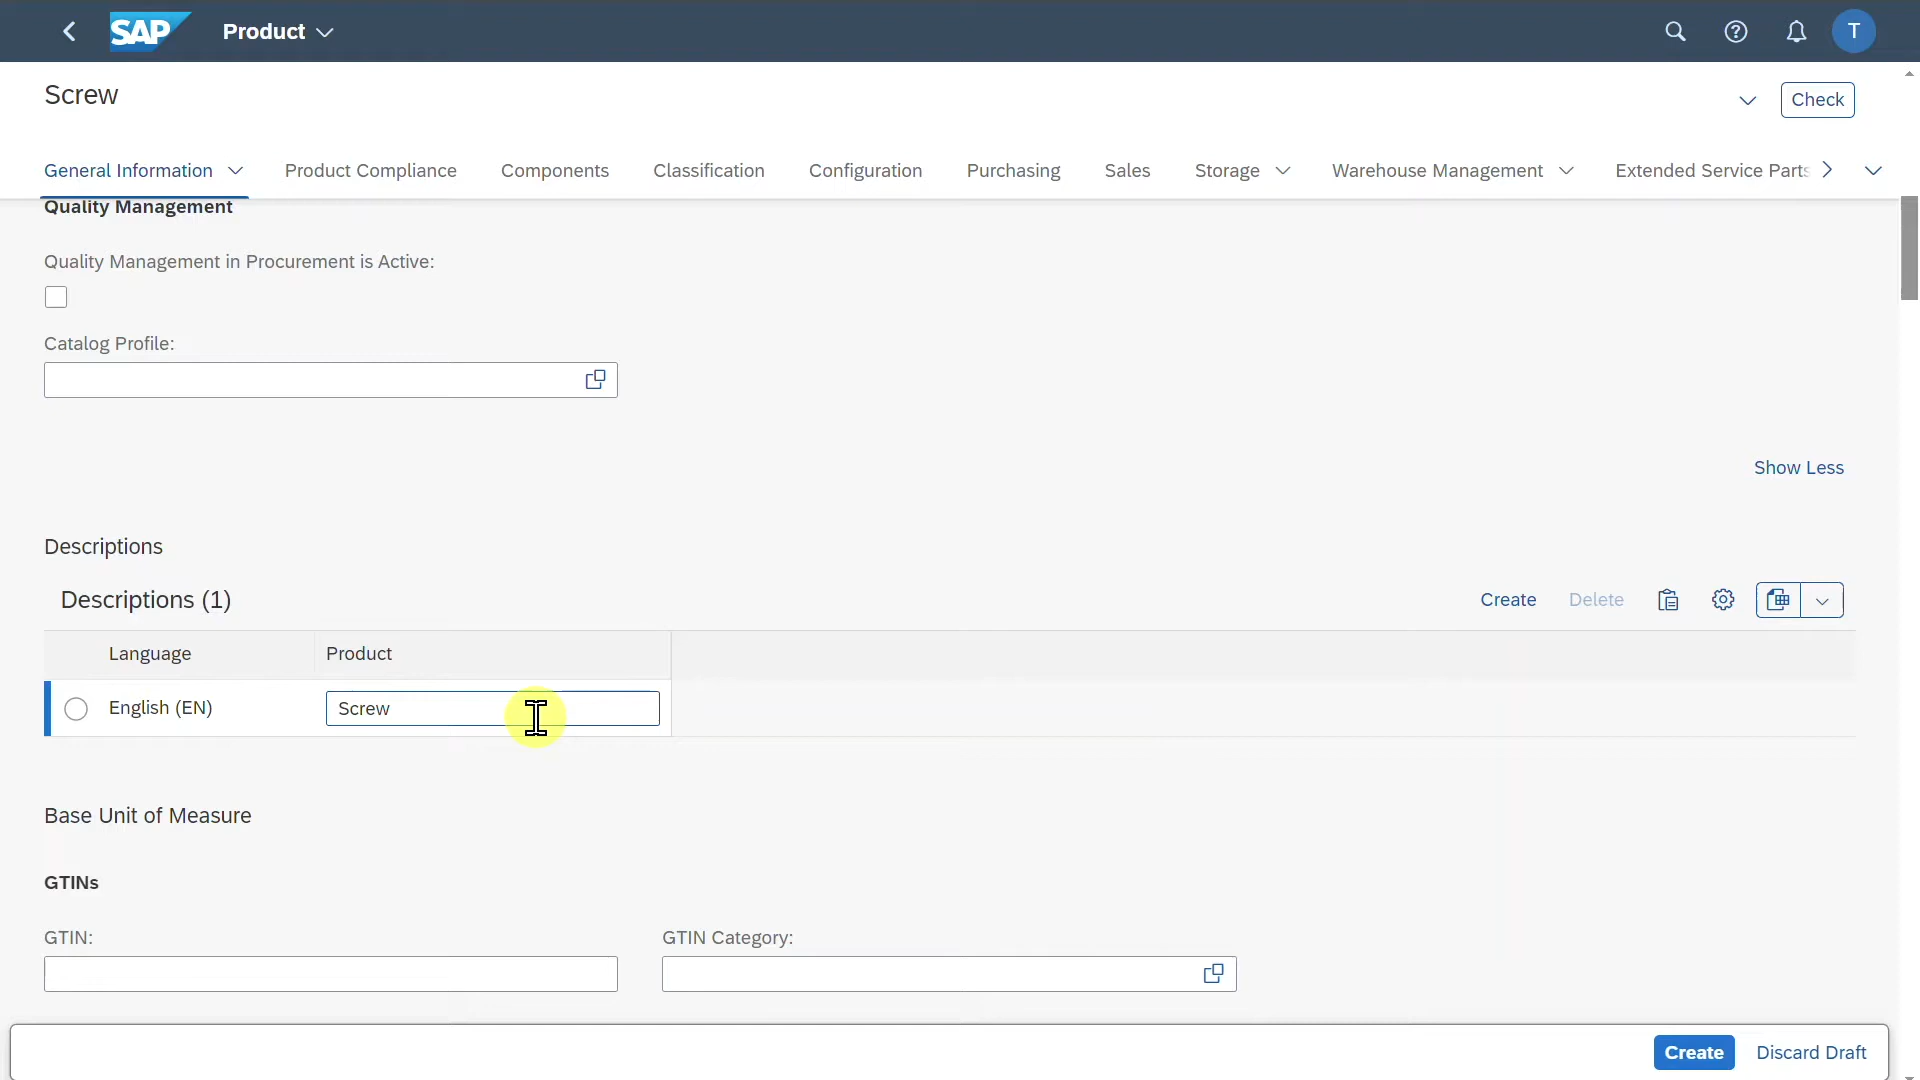 SAP Product
T
Screw
Check
General Information Product Compliance Components Classification Configuration Purchasing Sales Storage Warehouse Management Extended Service Parts
Quality Management
Quality Management in Procurement is Active:
Catalog Profile:
Show Less
Descriptions
Descriptions (1)
Create Delete
Language Product
English (EN) Screw
Base Unit of Measure
GTINs
GTIN: GTIN Category:
Create Discard Draft